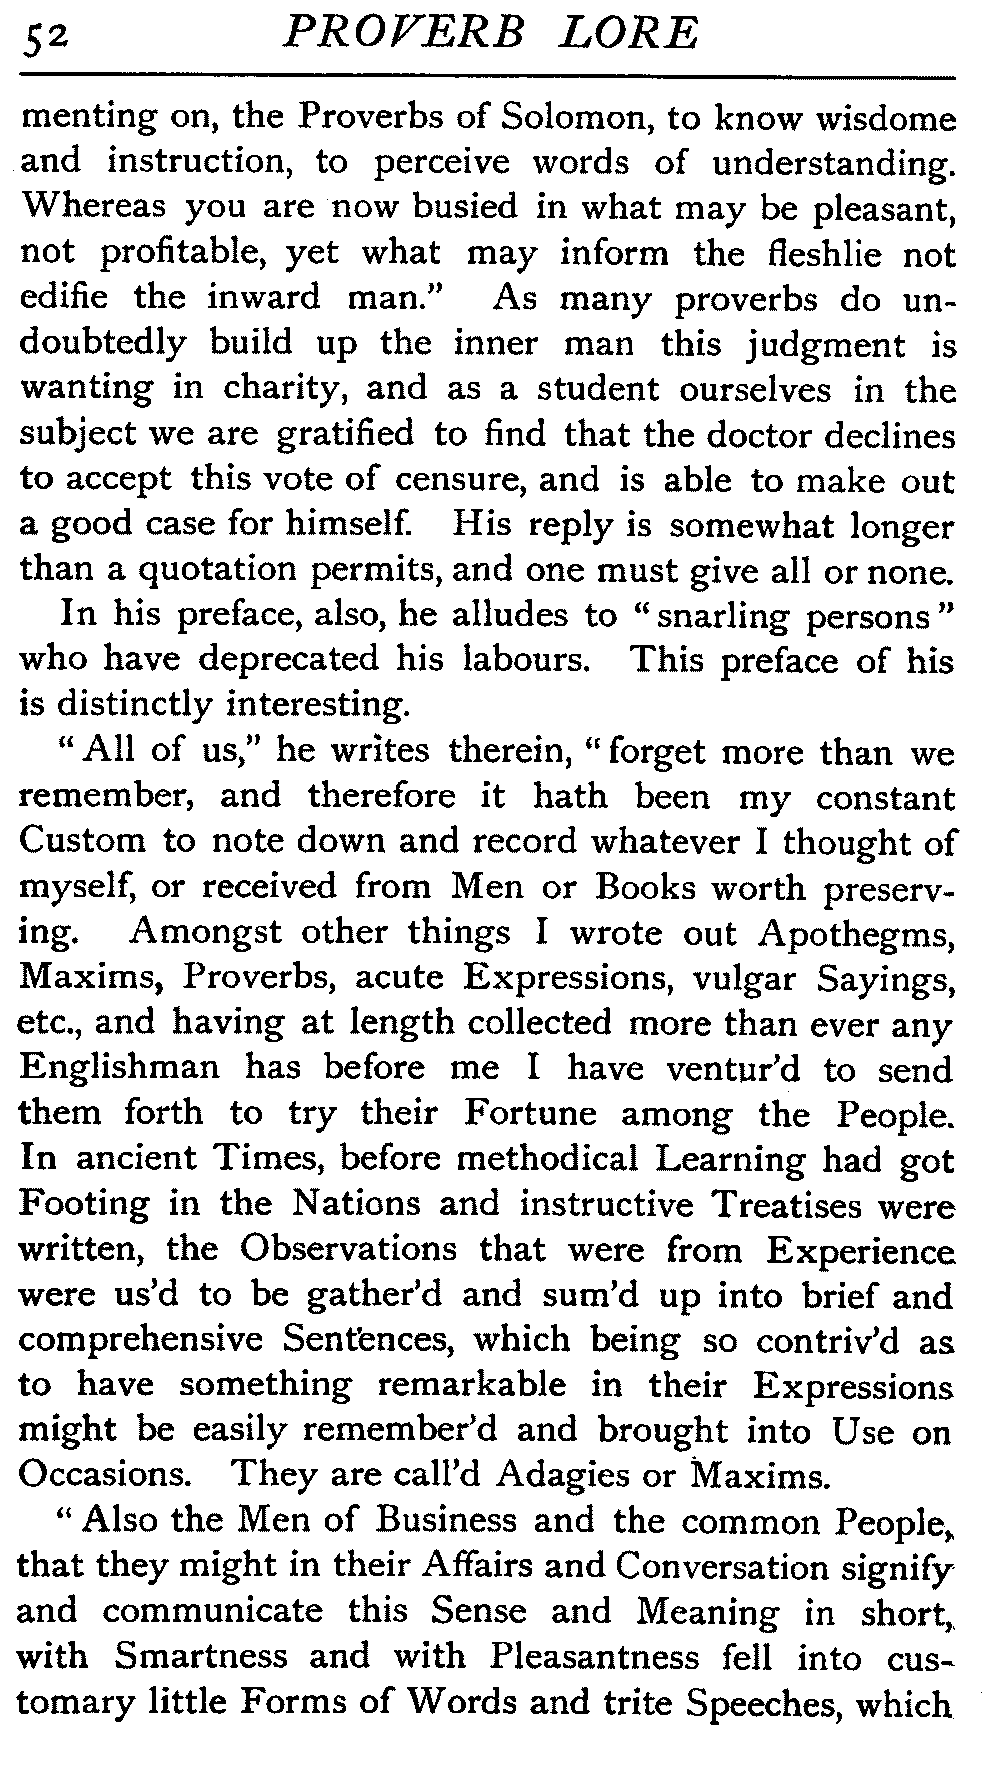 52 PROVERB LORE
menting on, the Proverbs of Solomon, to know wisdome
and instruction, to perceive words of understanding.
Whereas you are now busied in what may be pleasant,
not profitable, yet what may inform the fleshlie not
edifie the inward man.” As many proverbs do un-
doubtedly build up the inner man this judgment is
wanting in charity, and as a student ourselves in the
subject we are gratified to find that the doctor declines
to accept this vote of censure, and is able to make out
a good case for himself. His reply is somewhat longer
than a quotation permits, and one must give all or none.
In his preface, also, he alludes to “snarling persons”
who have deprecated his labours. This preface of his
is distinctly interesting.
“All of us,” he writes therein, “forget more than we
remember, and therefore it hath been my constant
Custom to note down and record whatever I thought of
myself, or received from Men or Books worth preserv-
ing. Amongst other things I wrote out Apothegms,
Maxims, Proverbs, acute Expressions, vulgar Sayings,
etc., and having at length collected more than ever any
Englishman has before me I have ventur’d to send
them forth to try their Fortune among the People.
In ancient Times, before methodical Learning had got
Footing in the Nations and instructive Treatises were
written, the Observations that were from Experience
were us’d to be gather’d and sum’d up into brief and
comprehensive Sentences, which being so contriv’d as
to have something remarkable in their Expressions
might be easily remember’d and brought into Use on
Occasions. They are call’d Adagies or Maxims.
“Also the Men of Business and the common People,
that they might in their Affairs and Conversation signify
and communicate this Sense and Meaning in short,
with Smartness and with Pleasantness fell into cus-
tomary little Forms of Words and trite Speeches, which